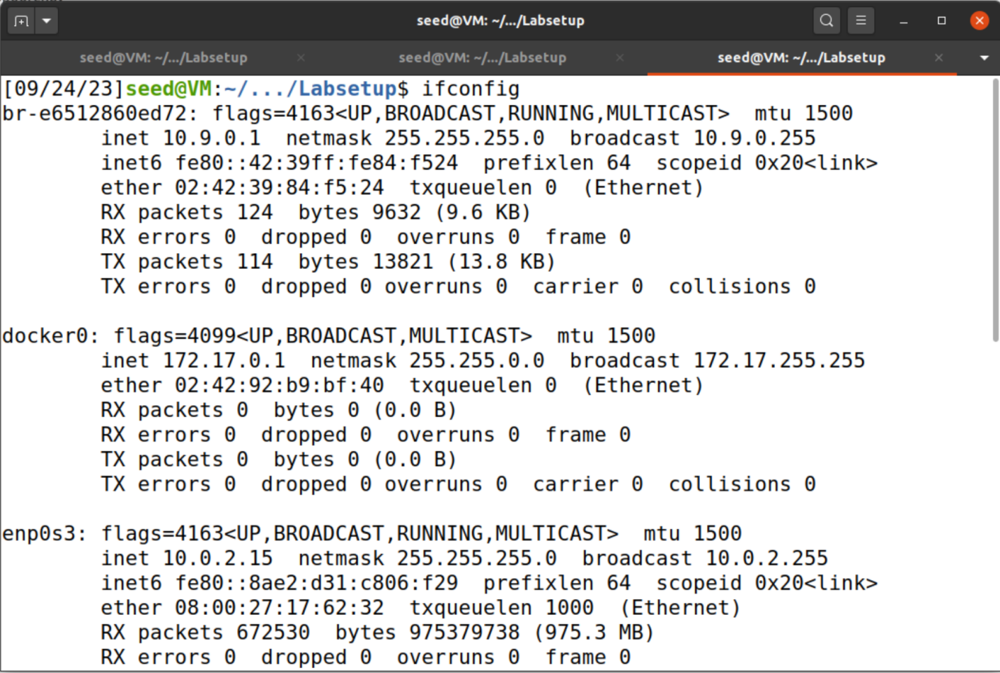 seed@VM: ~/.../Labsetup
seed@VM: ~/.../Labsetup
seed@VM: ~/.../Labsetup
seed@VM: ~/.../Labsetup
[09/24/23]seed@VM:~/.../Labsetup$ ifconfig
br-e6512860ed72: flags=4163<UP,BROADCAST,RUNNING,MULTICAST>  mtu 1500
        inet 10.9.0.1  netmask 255.255.255.0  broadcast 10.9.0.255
        inet6 fe80::42:39ff:fe84:f524  prefixlen 64  scopeid 0x20<link>
        ether 02:42:39:84:f5:24  txqueuelen 0  (Ethernet)
        RX packets 124  bytes 9632 (9.6 KB)
        RX errors 0  dropped 0  overruns 0  frame 0
        TX packets 114  bytes 13821 (13.8 KB)
        TX errors 0  dropped 0 overruns 0  carrier 0  collisions 0

docker0: flags=4099<UP,BROADCAST,MULTICAST>  mtu 1500
        inet 172.17.0.1  netmask 255.255.0.0  broadcast 172.17.255.255
        ether 02:42:92:b9:bf:40  txqueuelen 0  (Ethernet)
        RX packets 0  bytes 0 (0.0 B)
        RX errors 0  dropped 0  overruns 0  frame 0
        TX packets 0  bytes 0 (0.0 B)
        TX errors 0  dropped 0 overruns 0  carrier 0  collisions 0

enp0s3: flags=4163<UP,BROADCAST,RUNNING,MULTICAST>  mtu 1500
        inet 10.0.2.15  netmask 255.255.255.0  broadcast 10.0.2.255
        inet6 fe80::8ae2:d31:c806:f29  prefixlen 64  scopeid 0x20<link>
        ether 08:00:27:17:62:32  txqueuelen 1000  (Ethernet)
        RX packets 672530  bytes 975379738 (975.3 MB)
        RX errors 0  dropped 0  overruns 0  frame 0